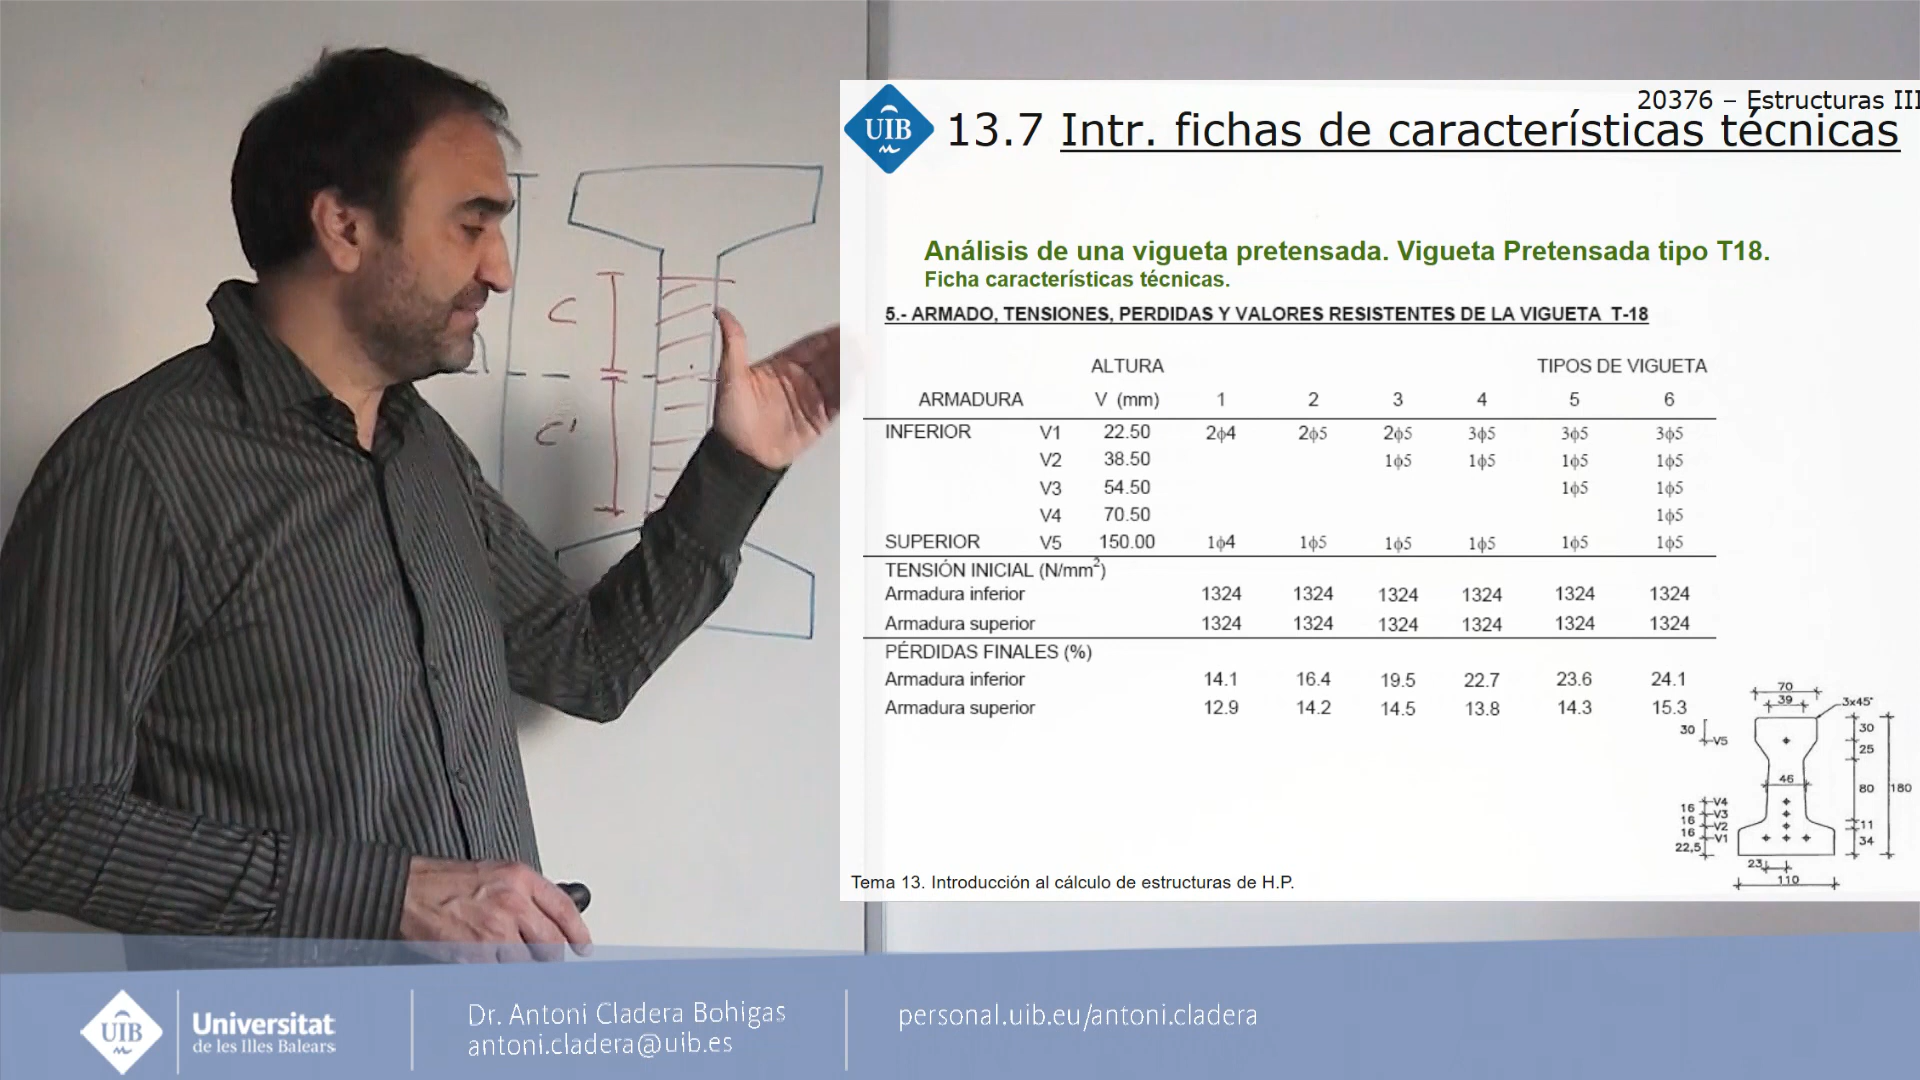 20376 – Estructuras III
UIB
13.7 Intr. fichas de características técnicas
Análisis de una vigueta pretensada. Vigueta Pretensada tipo T18.
Ficha características técnicas.
5.- ARMADO, TENSIONES, PERDIDAS Y VALORES RESISTENTES DE LA VIGUETA T-18
ALTURA TIPOS DE VIGUETA
ARMADURA V (mm) 1 2 3 4 5 6
INFERIOR V1 22.50 2ϕ4 2ϕ5 2ϕ5 3ϕ5 3ϕ5 3ϕ5
V2 38.50 1ϕ5 1ϕ5 1ϕ5 1ϕ5
V3 54.50 1ϕ5 1ϕ5
V4 70.50 1ϕ5
SUPERIOR V5 150.00 1ϕ4 1ϕ5 1ϕ5 1ϕ5 1ϕ5 1ϕ5
TENSIÓN INICIAL (N/mm²)
Armadura inferior 1324 1324 1324 1324 1324 1324
Armadura superior 1324 1324 1324 1324 1324 1324
PÉRDIDAS FINALES (%)
Armadura inferior 14.1 16.4 19.5 22.7 23.6 24.1
Armadura superior 12.9 14.2 14.5 13.8 14.3 15.3
70
39 3x45°
30 V5 30
25
46
80 180
16 V4
16 V3
16 V2 11
22,5 V1 34
23
110
Tema 13. Introducción al cálculo de estructuras de H.P.
C
C'
UIB
Universitat
de les Illes Balears
Dr. Antoni Cladera Bohigas
antoni.cladera@uib.es
personal.uib.eu/antoni.cladera